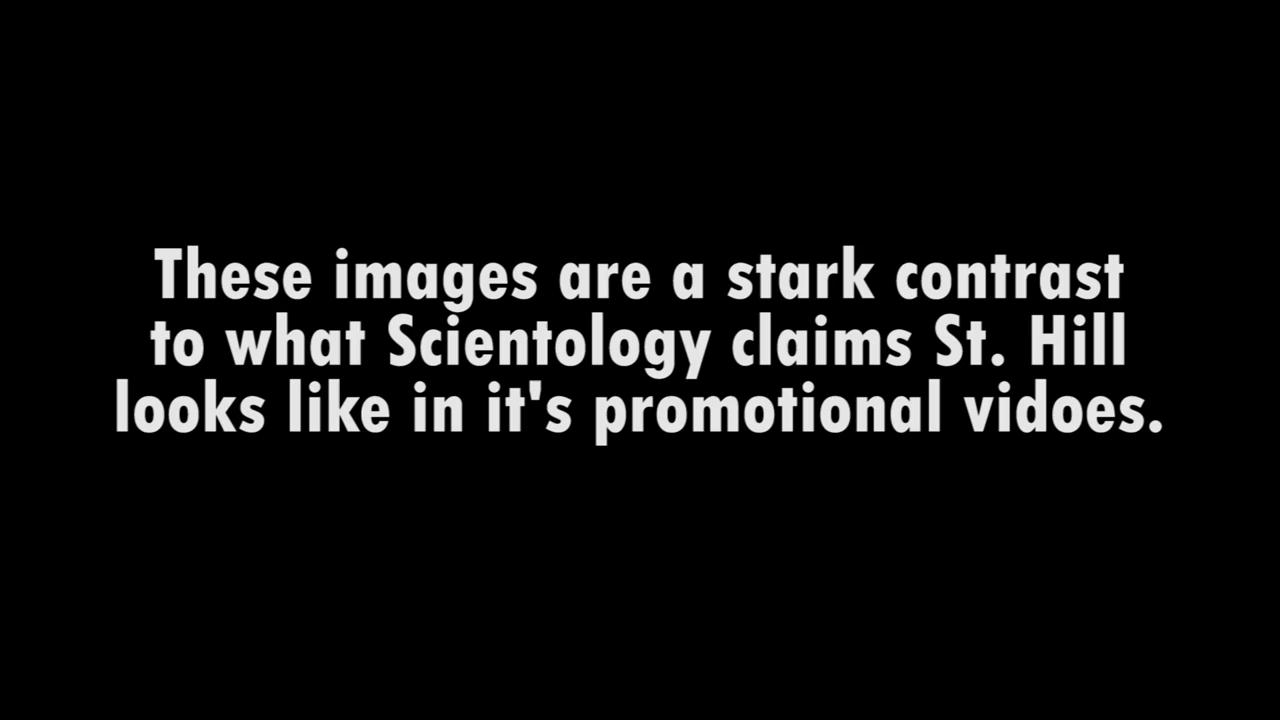 These images are a stark contrast
to what Scientology claims St. Hill
looks like in it's promotional vidoes.